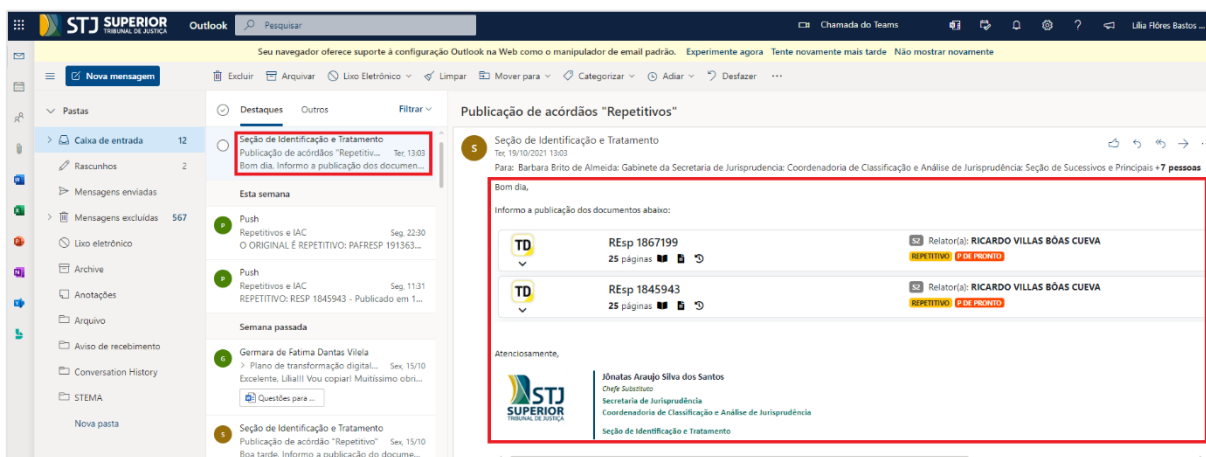 STJ SUPERIOR TRIBUNAL DE JUSTIÇA Outlook Pesquisar Chamada do Teams Lilia Flôres Bastos ...
Seu navegador oferece suporte à configuração Outlook na Web como o manipulador de email padrão. Experimente agora Tente novamente mais tarde Não mostrar novamente
Nova mensagem Excluir Arquivar Lixo Eletrônico Limpar Mover para Categorizar Adiar Desfazer ...
Pastas
Caixa de entrada 12
Rascunhos 2
Mensagens enviadas
Mensagens excluídas 567
Lixo eletrônico
Archive
Anotações
Arquivo
Aviso de recebimento
Conversation History
STEMA
Nova pasta
Destaques Outros Filtrar
Seção de Identificação e Tratamento
Publicação de acórdãos "Repetitiv... Ter, 13:03
Bom dia. Informo a publicação dos documen...
Esta semana
P Push
Repetitivos e IAC Seg, 22:30
O ORIGINAL É REPETITIVO: PAFRESP 191363...
P Push
Repetitivos e IAC Seg, 11:31
REPETITIVO: RESP 1845943 - Publicado em 1...
Semana passada
G Germara de Fatima Dantas Vilela
> Plano de transformação digital... Sex, 15/10
Excelente, Lilia!!! Vou copiar! Muitíssimo obri...
Questões para ...
S Seção de Identificação e Tratamento
Publicação de acórdão "Repetitivo" Sex, 15/10
Boa tarde. Informo a publicação do docume...
Publicação de acórdãos "Repetitivos"
S Seção de Identificação e Tratamento
Ter, 19/10/2021 13:03
Para: Barbara Brito de Almeida; Gabinete da Secretaria de Jurisprudencia; Coordenadoria de Classificação e Análise de Jurisprudência; Seção de Sucessivos e Principais +7 pessoas
Bom dia,
Informo a publicação dos documentos abaixo:
TD REsp 1867199 S2 Relator(a): RICARDO VILLAS BÔAS CUEVA
25 páginas REPETITIVO P DE PRONTO
TD REsp 1845943 S2 Relator(a): RICARDO VILLAS BÔAS CUEVA
25 páginas REPETITIVO P DE PRONTO
Atenciosamente,
STJ
SUPERIOR
TRIBUNAL DE JUSTIÇA
Jônatas Araujo Silva dos Santos
Chefe Substituto
Secretaria de Jurisprudência
Coordenadoria de Classificação e Análise de Jurisprudência
Seção de Identificação e Tratamento